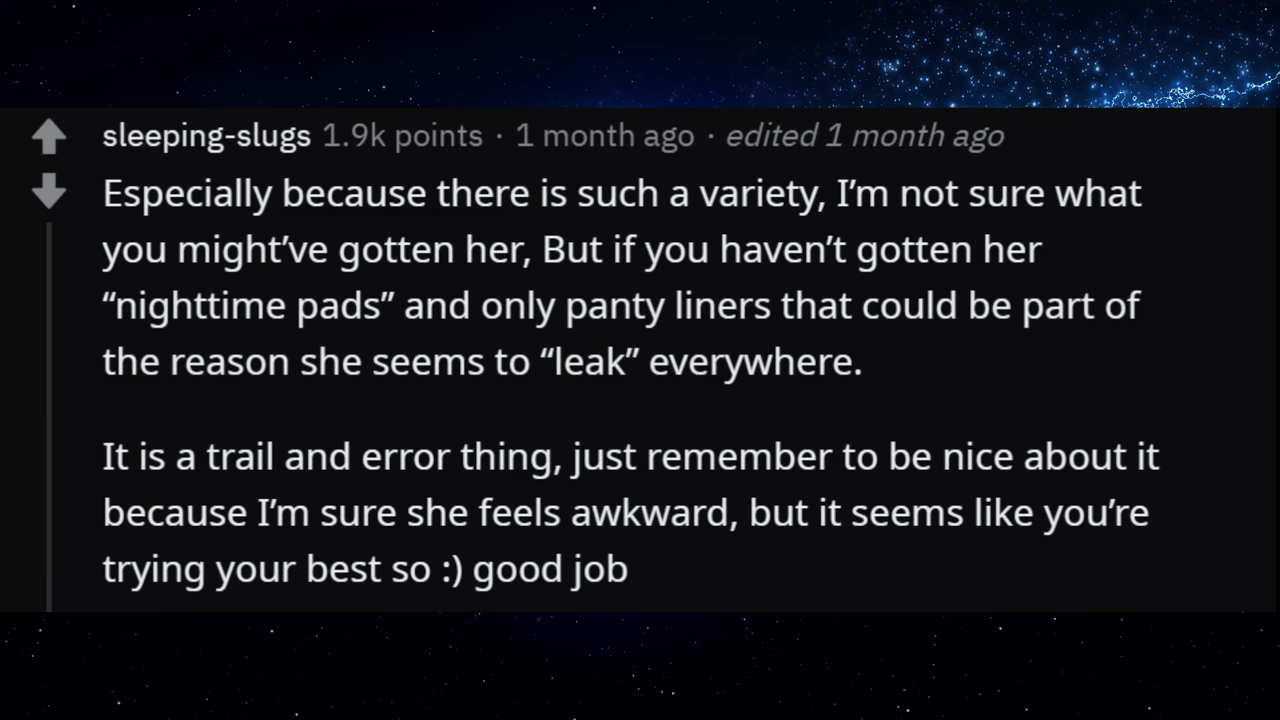 sleeping-slugs 1.9k points · 1 month ago · edited 1 month ago
Especially because there is such a variety, I’m not sure what
you might’ve gotten her, But if you haven’t gotten her
“nighttime pads” and only panty liners that could be part of
the reason she seems to “leak” everywhere.
It is a trail and error thing, just remember to be nice about it
because I’m sure she feels awkward, but it seems like you’re
trying your best so :) good job